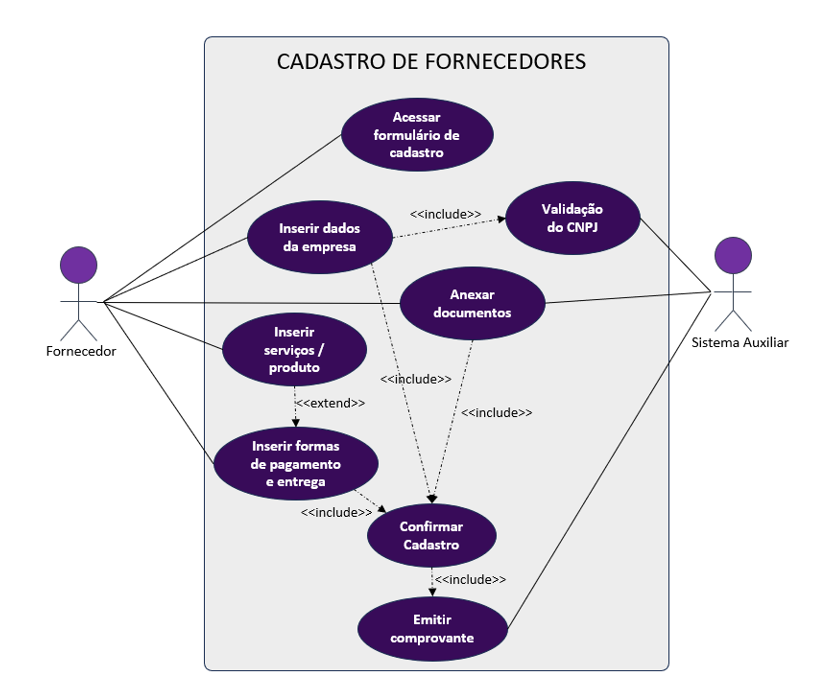 CADASTRO DE FORNECEDORES
Acessar
formulário de
cadastro
Inserir dados
da empresa
<<include>>
Validação
do CNPJ
Anexar
documentos
Fornecedor
Sistema Auxiliar
Inserir
serviços /
produto
<<include>>
<<extend>>
<<include>>
Inserir formas
de pagamento
e entrega
<<include>>
Confirmar
Cadastro
<<include>>
Emitir
comprovante